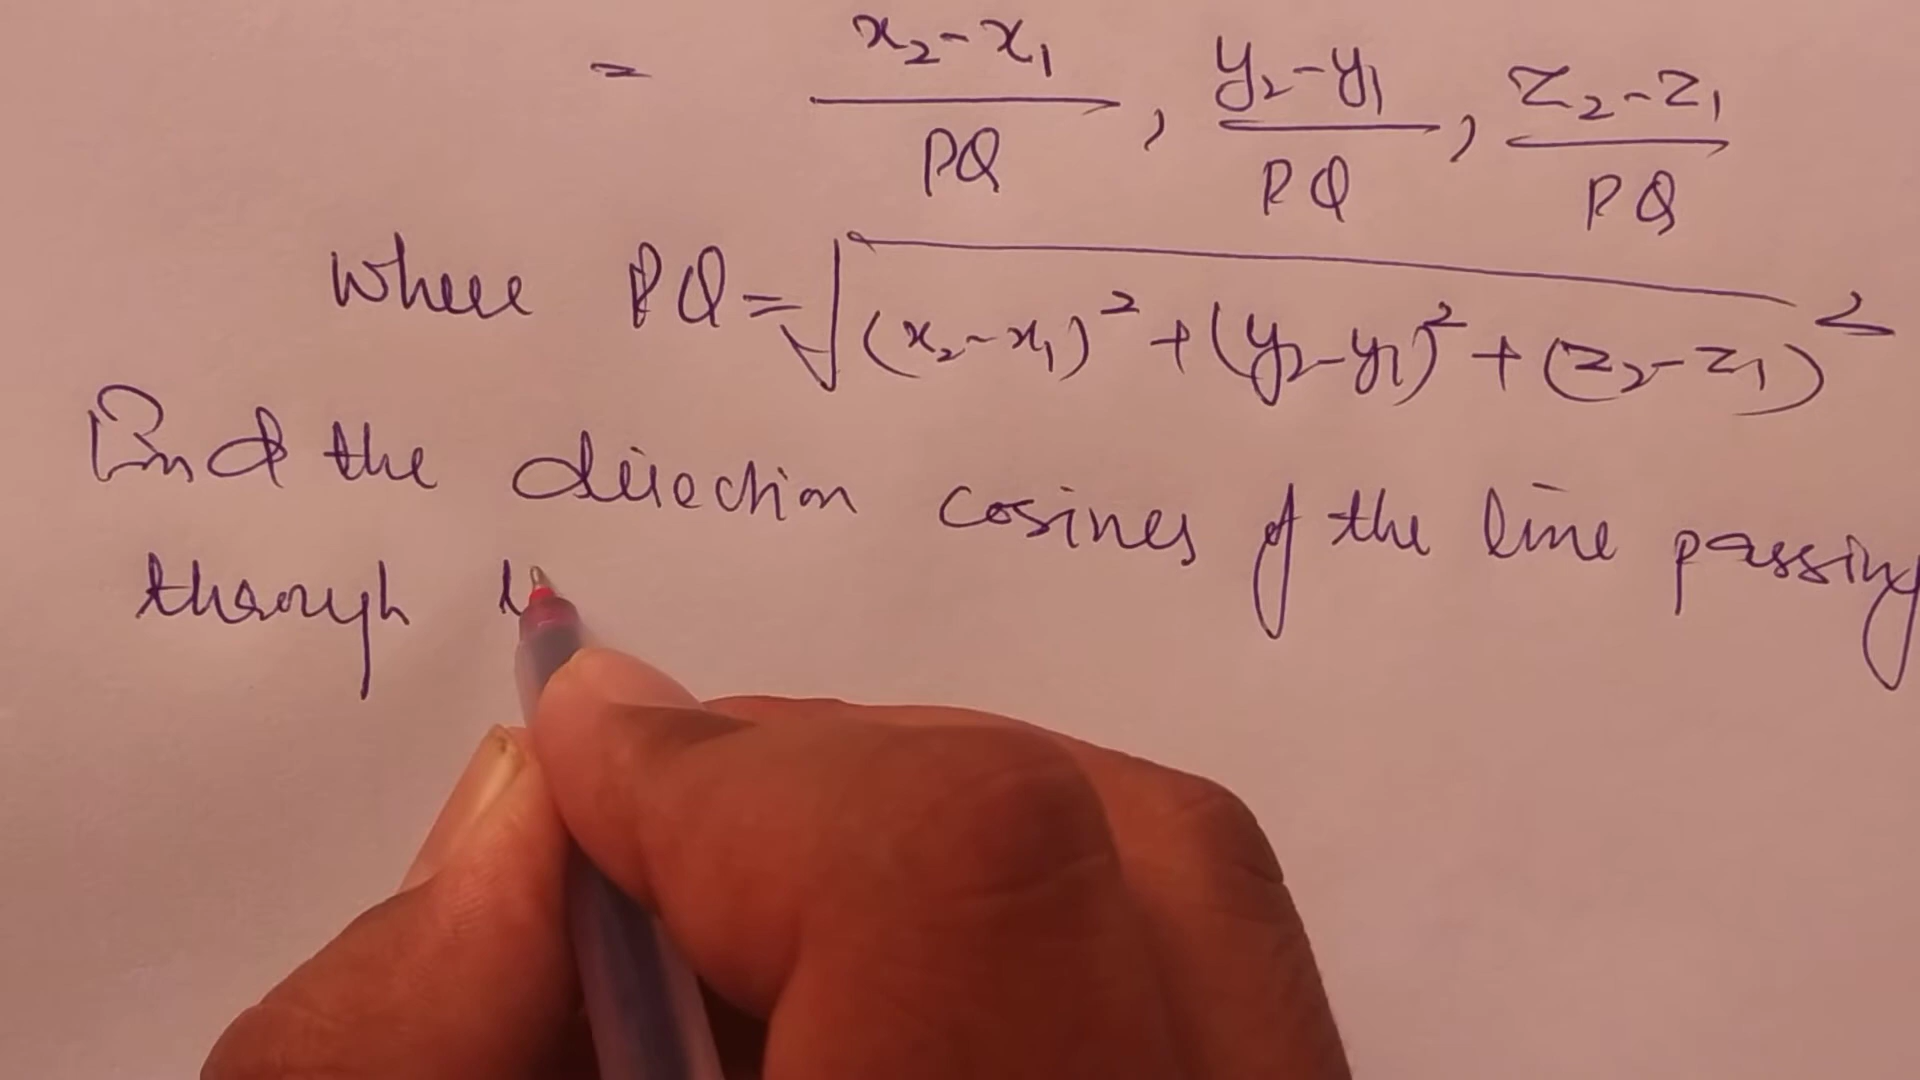 = x₂-x₁/PQ, y₂-y₁/PQ, z₂-z₁/PQ
where PQ = √(x₂-x₁)² + (y₂-y₁)² + (z₂-z₁)²
Find the direction cosines of the line passing
through